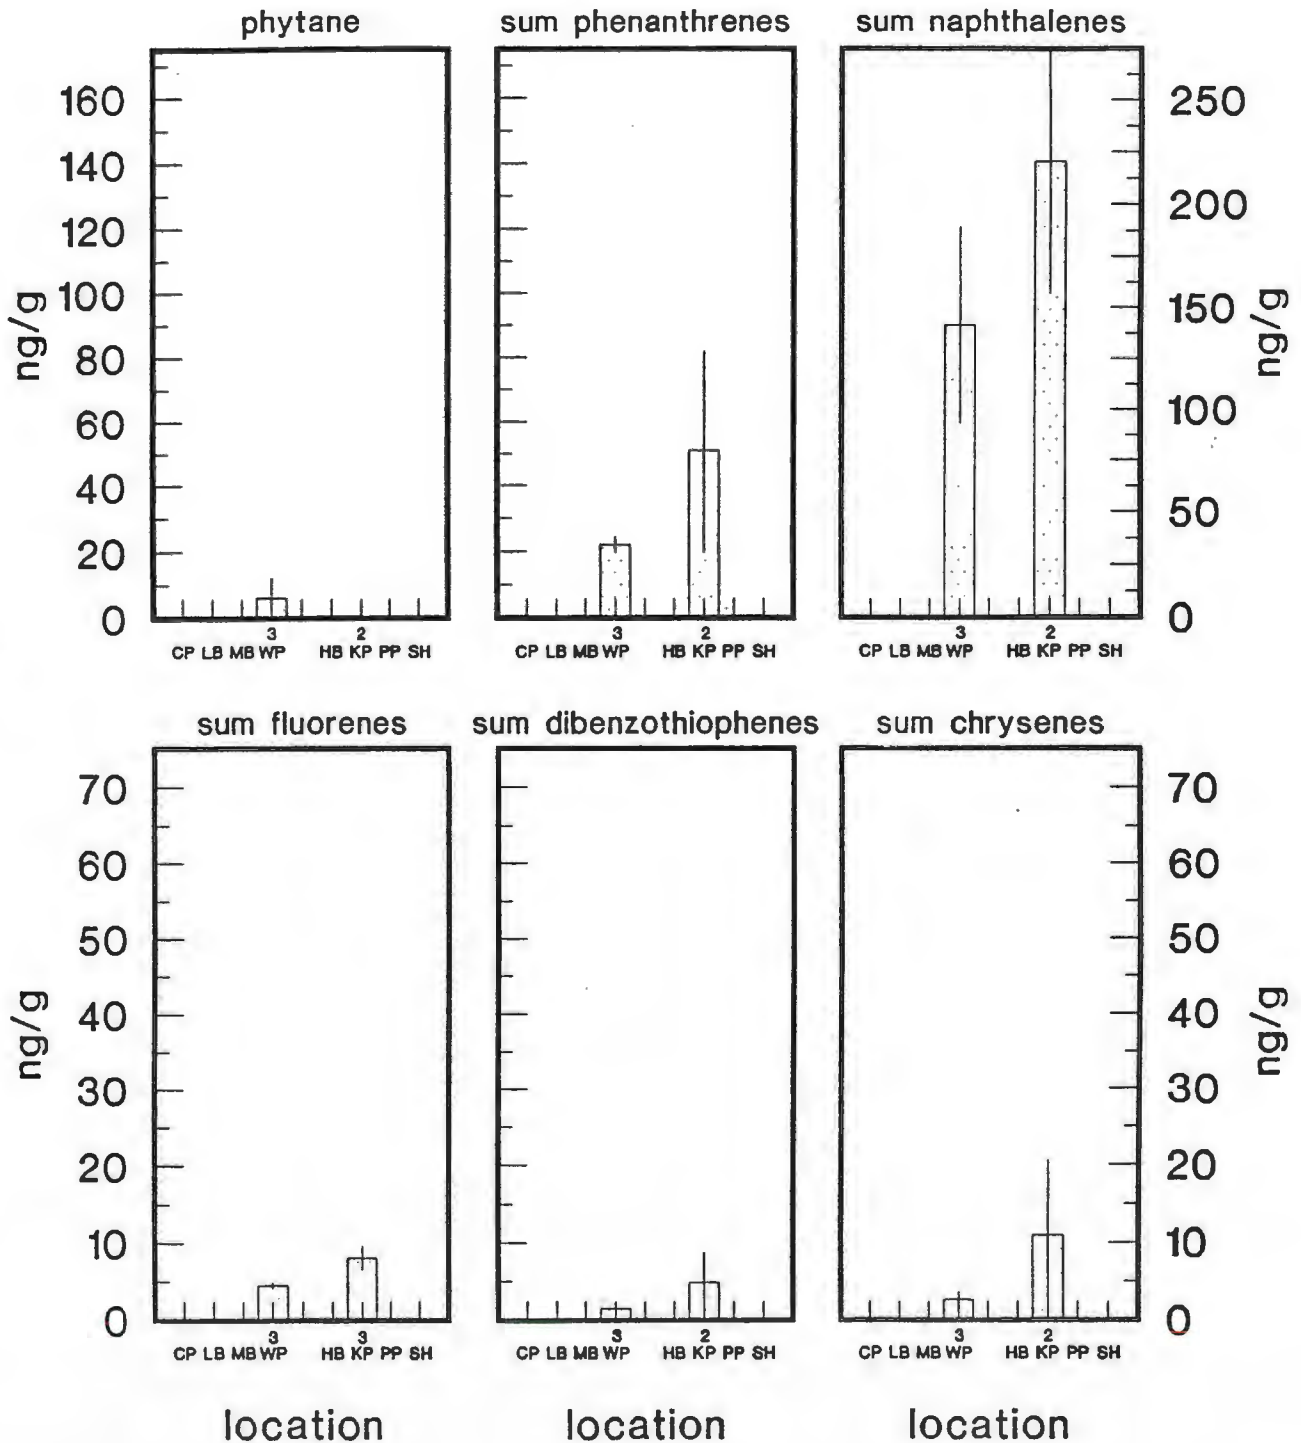 phytane sum phenanthrenes sum naphthalenes
160 250
140
120 200
100
ng/g 150 ng/g
80
60 100
40
50
20
0 0
3 2 3 2 3 2
CP LB MB WP HB KP PP SH CP LB MB WP HB KP PP SH CP LB MB WP HB KP PP SH
sum fluorenes sum dibenzothiophenes sum chrysenes
70 70
60 60
50 50
ng/g ng/g
40 40
30 30
20 20
10 10
0 0
3 3 3 2 3 2
CP LB MB WP HB KP PP SH CP LB MB WP HB KP PP SH CP LB MB WP HB KP PP SH
location location location